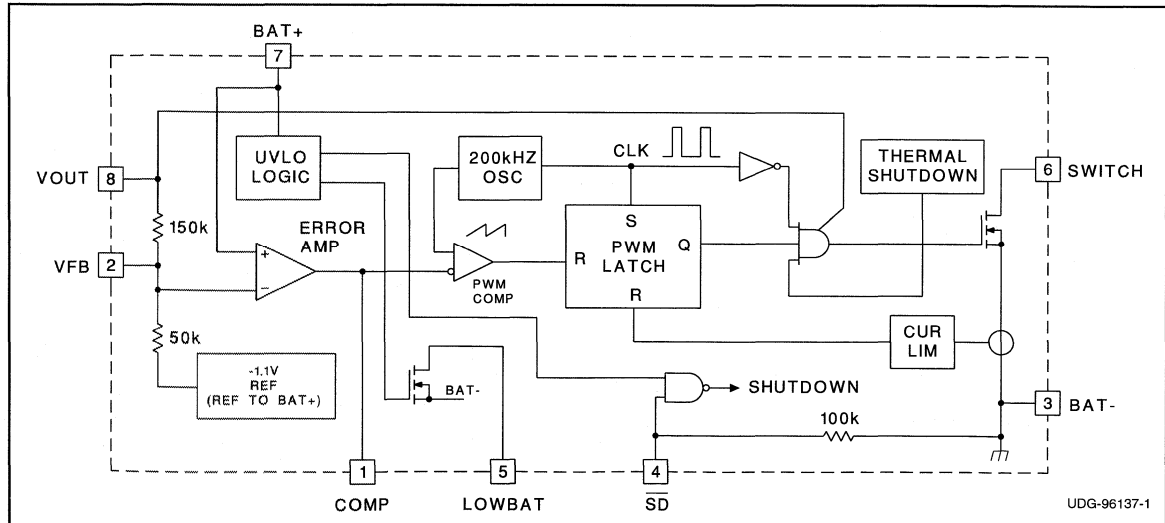 BAT+
7
VOUT
8
150k
VFB
2
50k
UVLO
LOGIC
ERROR
AMP
+
−
-1.1V
REF
(REF TO BAT+)
200kHZ
OSC
CLK
PWM
COMP
S
R
PWM
LATCH
Q
R
THERMAL
SHUTDOWN
6
SWITCH
CUR
LIM
BAT-
SHUTDOWN
100k
3
BAT-
1
COMP
5
LOWBAT
4
SD
UDG-96137-1